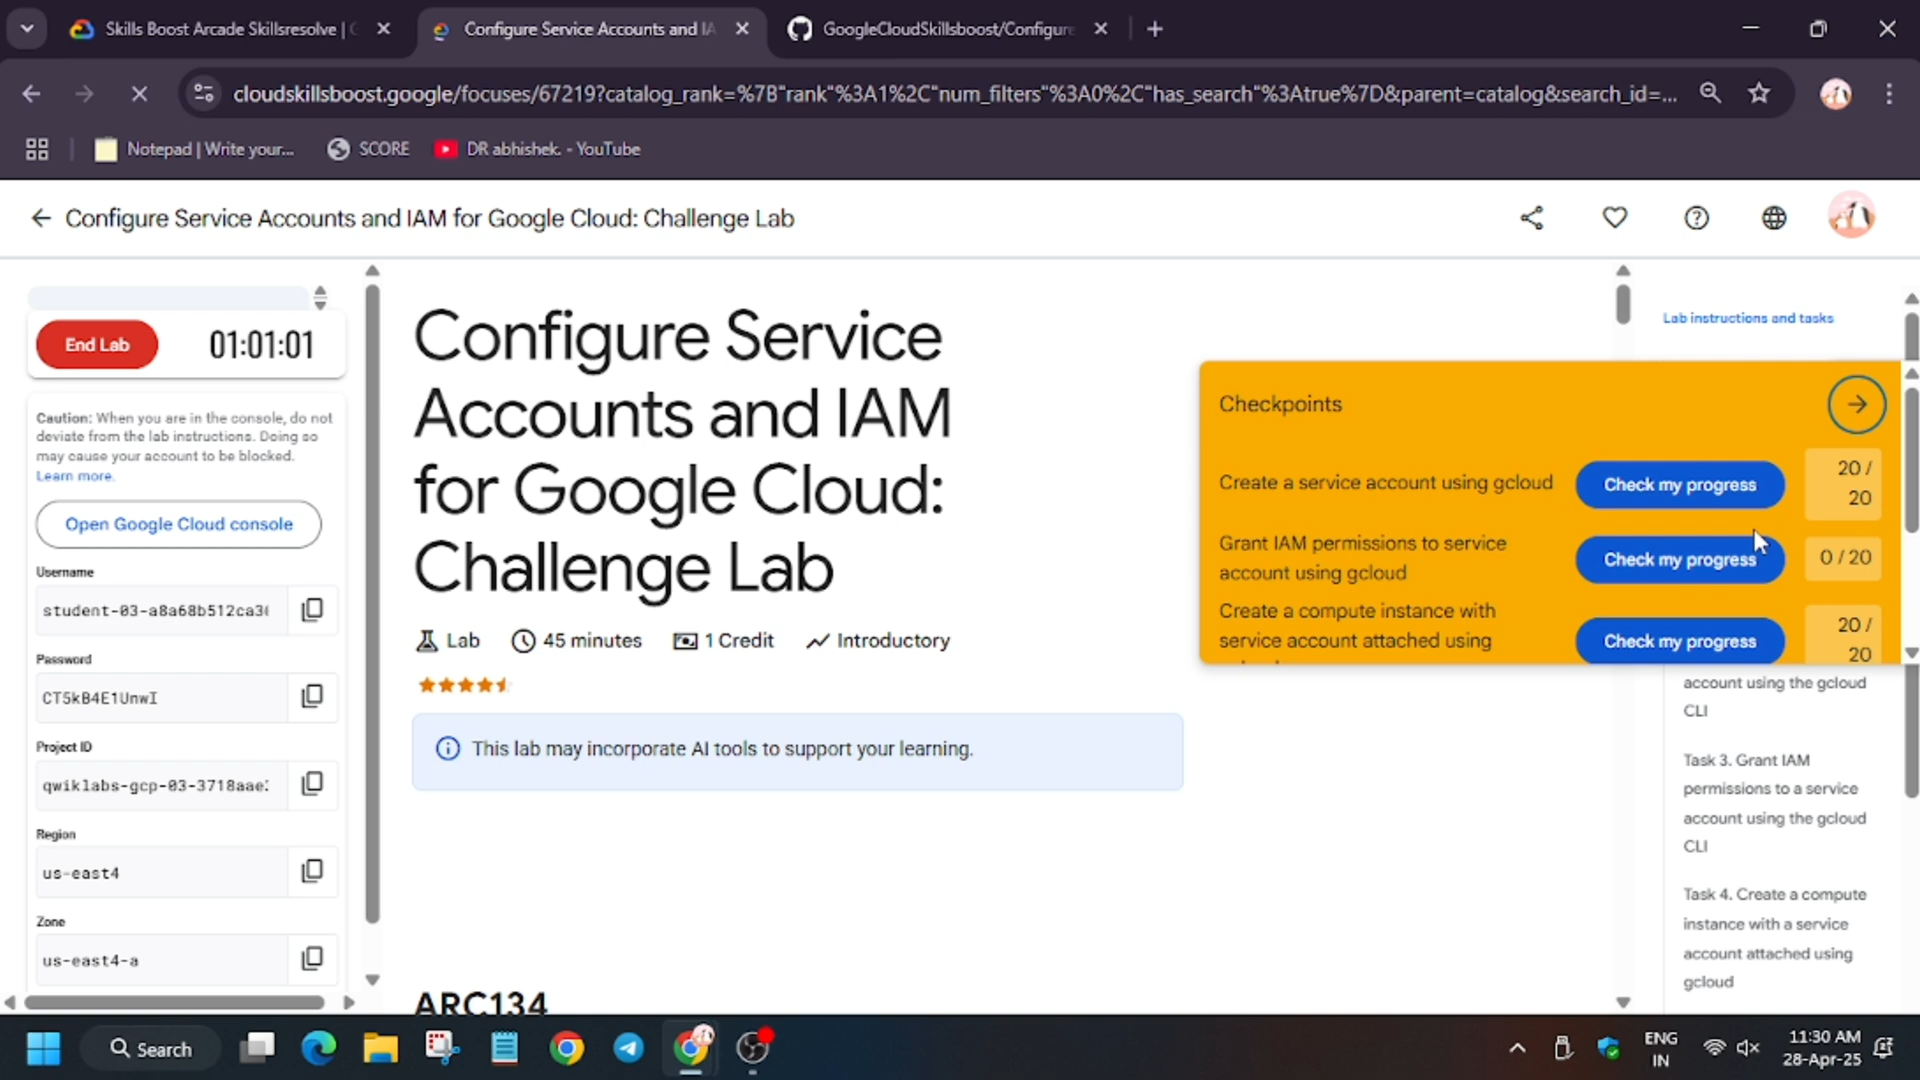 Skills Boost Arcade Skillsresolve |
Configure Service Accounts and IA
GoogleCloudSkillsboost/Configure
cloudskillsboost.google/focuses/67219?catalog_rank=%7B"rank"%3A1%2C"num_filters"%3A0%2C"has_search"%3Atrue%7D&parent=catalog&search_id=...
Notepad | Write your...
SCORE
DR abhishek. - YouTube
Configure Service Accounts and IAM for Google Cloud: Challenge Lab
End Lab
01:01:01
Caution: When you are in the console, do not
deviate from the lab instructions. Doing so
may cause your account to be blocked.
Learn more.
Open Google Cloud console
Username
student-03-a8a68b512ca3
Password
CT5kB4E1UnwI
Project ID
qwiklabs-gcp-03-3718aae
Region
us-east4
Zone
us-east4-a
Configure Service
Accounts and IAM
for Google Cloud:
Challenge Lab
Lab
45 minutes
1 Credit
Introductory
This lab may incorporate AI tools to support your learning.
ARC134
Lab instructions and tasks
Checkpoints
Create a service account using gcloud
Check my progress
20 /
20
Grant IAM permissions to service
account using gcloud
Check my progress
0 / 20
Create a compute instance with
service account attached using
Check my progress
20 /
20
account using the gcloud
CLI
Task 3. Grant IAM
permissions to a service
account using the gcloud
CLI
Task 4. Create a compute
instance with a service
account attached using
gcloud
Search
ENG
IN
11:30 AM
28-Apr-25